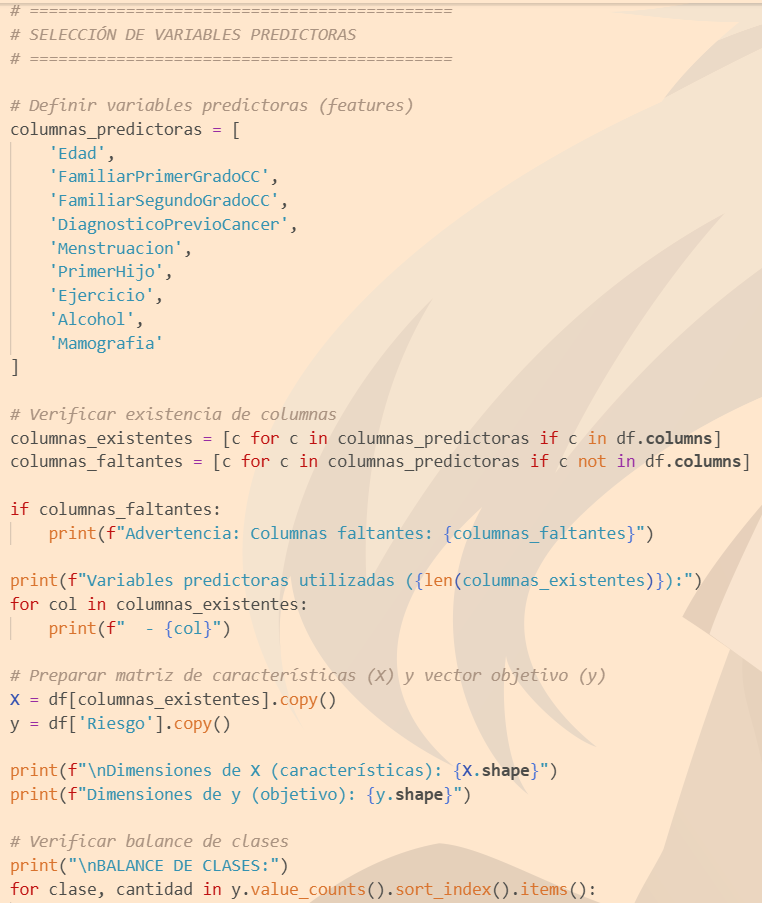 # ============================================
# SELECCIÓN DE VARIABLES PREDICTORAS
# ============================================
# Definir variables predictoras (features)
columnas_predictoras = [
    'Edad',
    'FamiliarPrimerGradoCC',
    'FamiliarSegundoGradoCC',
    'DiagnosticoPrevioCancer',
    'Menstruacion',
    'PrimerHijo',
    'Ejercicio',
    'Alcohol',
    'Mamografia'
]
# Verificar existencia de columnas
columnas_existentes = [c for c in columnas_predictoras if c in df.columns]
columnas_faltantes = [c for c in columnas_predictoras if c not in df.columns]
if columnas_faltantes:
    print(f"Advertencia: Columnas faltantes: {columnas_faltantes}")
print(f"Variables predictoras utilizadas ({len(columnas_existentes)}):")
for col in columnas_existentes:
    print(f"  - {col}")
# Preparar matriz de características (X) y vector objetivo (y)
X = df[columnas_existentes].copy()
y = df['Riesgo'].copy()
print(f"\nDimensiones de X (características): {X.shape}")
print(f"Dimensiones de y (objetivo): {y.shape}")
# Verificar balance de clases
print("\nBALANCE DE CLASES:")
for clase, cantidad in y.value_counts().sort_index().items():